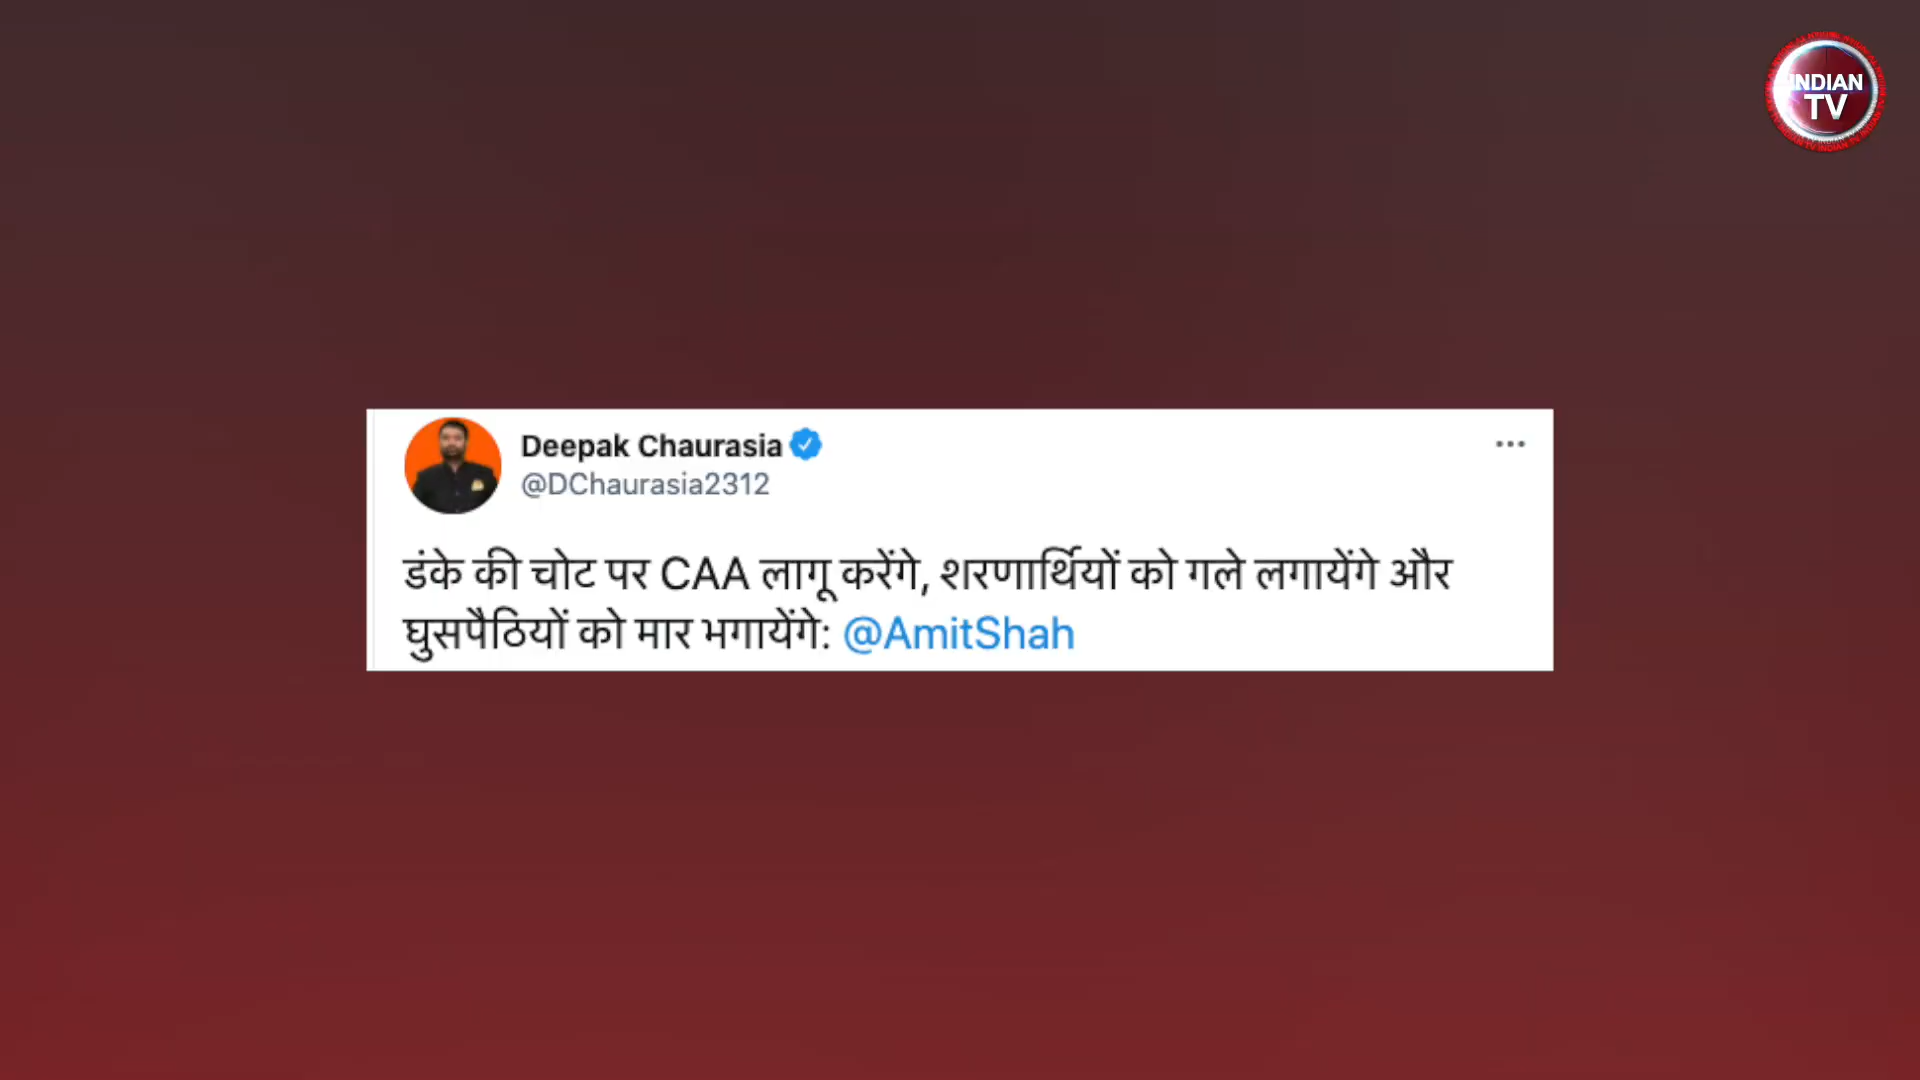 INDIAN
TV
Deepak Chaurasia
@DChaurasia2312
डंके की चोट पर CAA लागू करेंगे, शरणार्थियों को गले लगायेंगे और
घुसपैठियों को मार भगायेंगे: @AmitShah